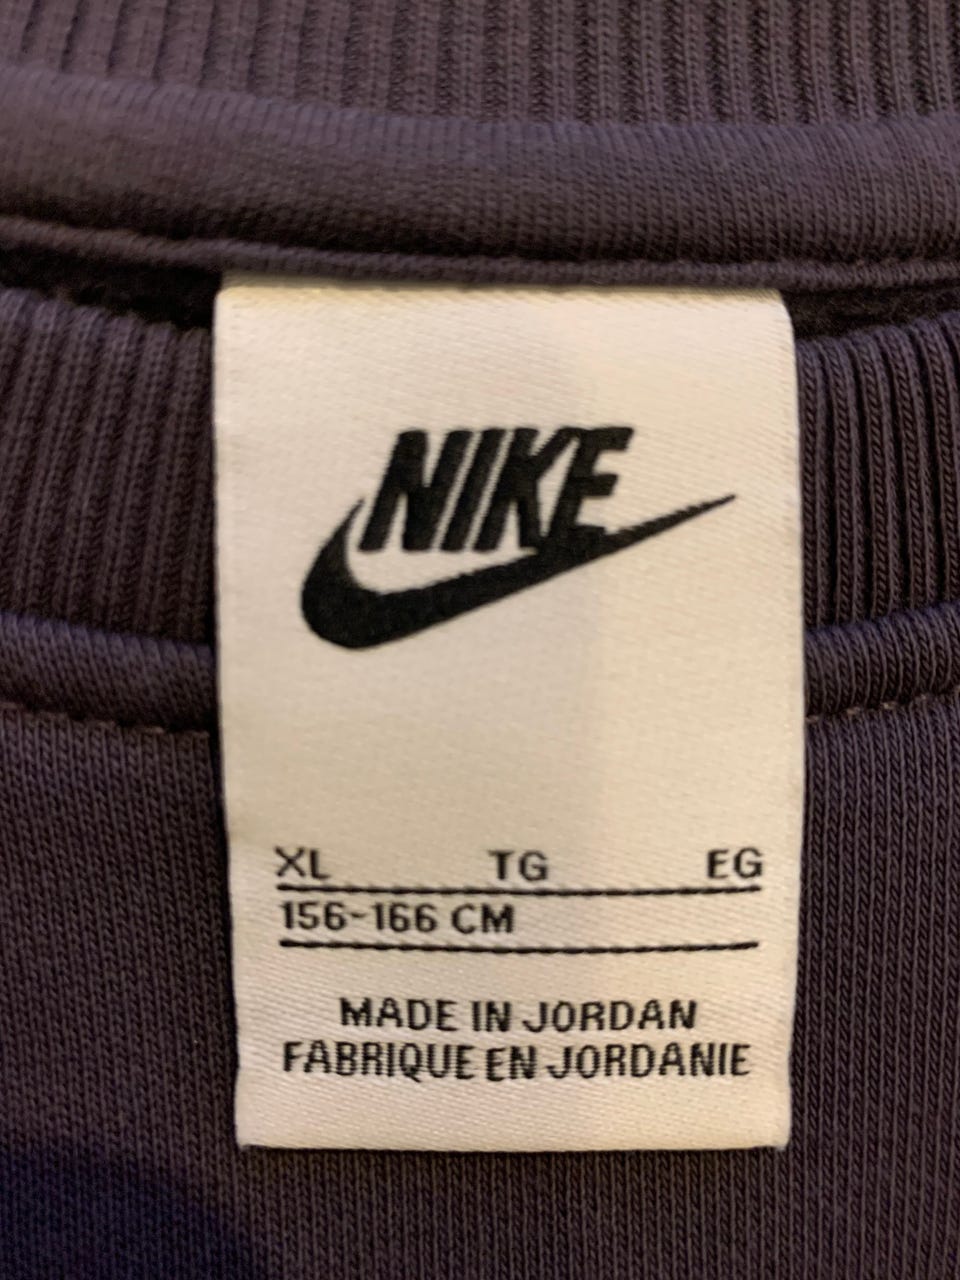 NIKE
XL TG EG
156-166 CM
MADE IN JORDAN
FABRIQUE EN JORDANIE